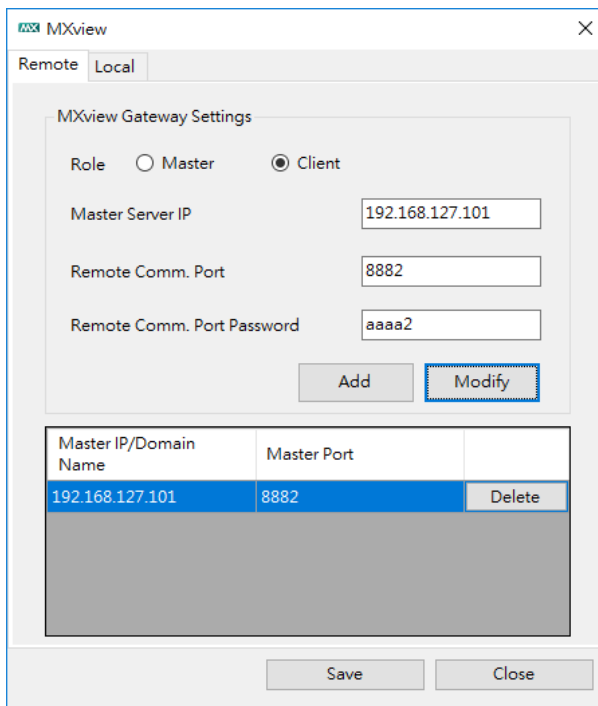 MXview
Remote Local
MXview Gateway Settings
Role Master Client
Master Server IP 192.168.127.101
Remote Comm. Port 8882
Remote Comm. Port Password aaaa2
Add Modify
Master IP/Domain
Name
Master Port
192.168.127.101 8882 Delete
Save Close